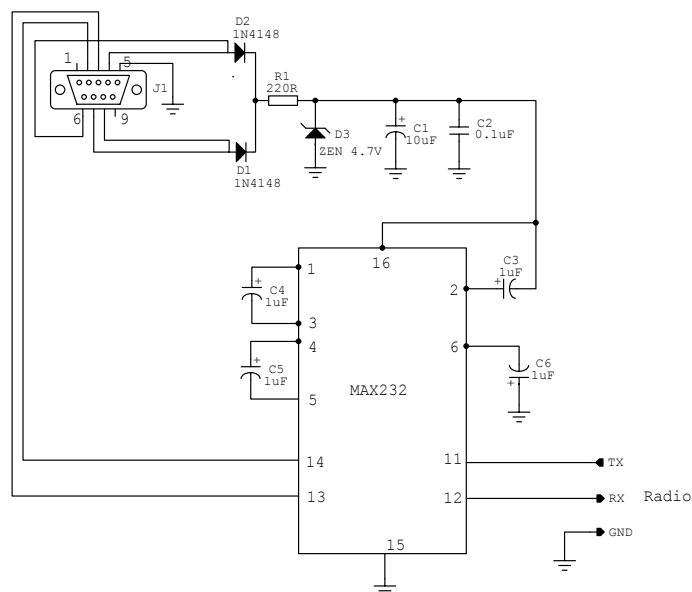 D2
1N4148
1
5
J1
6
9
D1
1N4148
R1
220R
D3
ZEN 4.7V
+
C1
10uF
C2
0.1uF
16
1
+
C4
1uF
3
4
+
C5
1uF
5
MAX232
2
C3
+
1uF
6
C6
1uF
+
14
11
TX
13
12
RX
Radio
GND
15